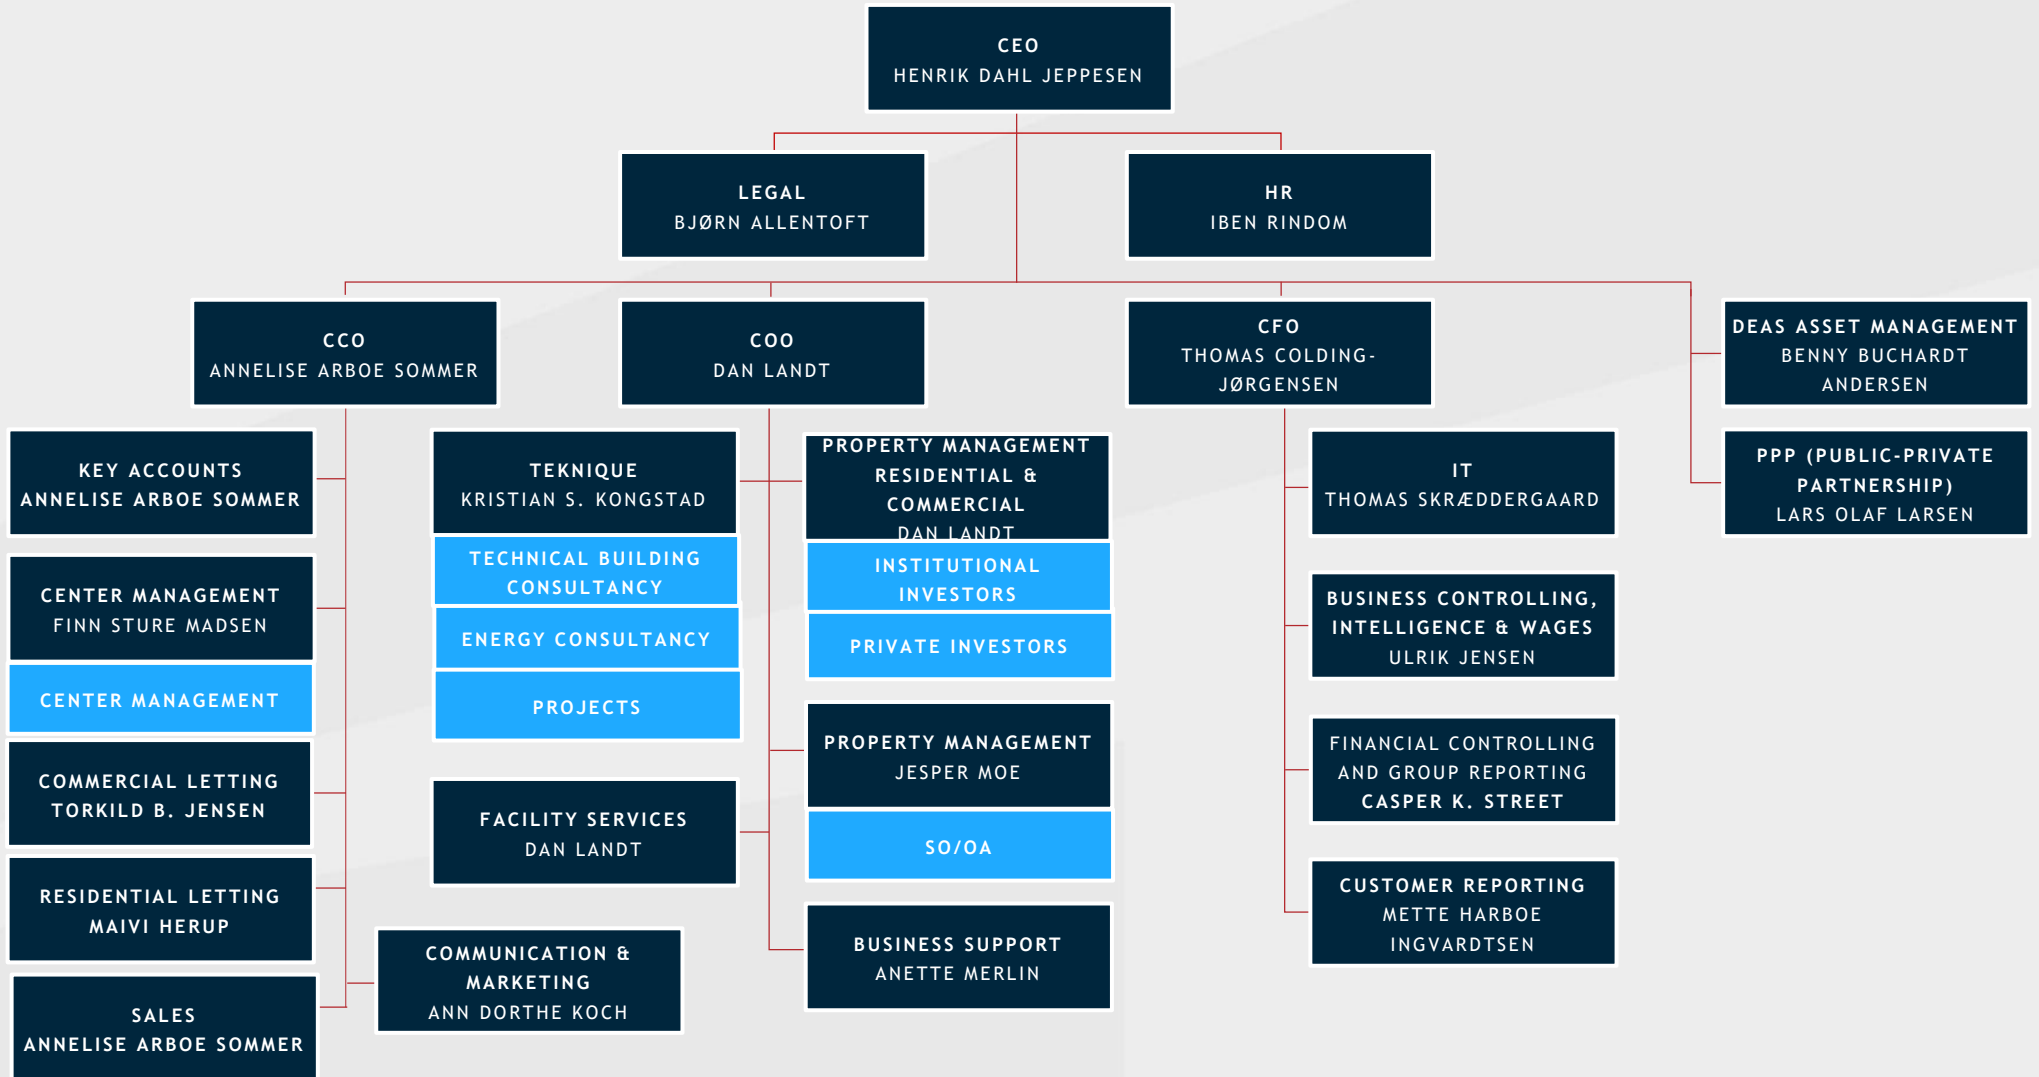 CEO
HENRIK DAHL JEPPESEN
LEGAL
BJØRN ALLENTOFT
HR
IBEN RINDOM
CCO
ANNELISE ARBOE SOMMER
COO
DAN LANDT
CFO
THOMAS COLDING-
JØRGENSEN
DEAS ASSET MANAGEMENT
BENNY BUCHARDT
ANDERSEN
PPP (PUBLIC-PRIVATE
PARTNERSHIP)
LARS OLAF LARSEN
KEY ACCOUNTS
ANNELISE ARBOE SOMMER
CENTER MANAGEMENT
FINN STURE MADSEN
CENTER MANAGEMENT
COMMERCIAL LETTING
TORKILD B. JENSEN
RESIDENTIAL LETTING
MAIVI HERUP
SALES
ANNELISE ARBOE SOMMER
COMMUNICATION &
MARKETING
ANN DORTHE KOCH
TEKNIQUE
KRISTIAN S. KONGSTAD
TECHNICAL BUILDING
CONSULTANCY
ENERGY CONSULTANCY
PROJECTS
FACILITY SERVICES
DAN LANDT
PROPERTY MANAGEMENT
RESIDENTIAL &
COMMERCIAL
DAN LANDT
INSTITUTIONAL
INVESTORS
PRIVATE INVESTORS
PROPERTY MANAGEMENT
JESPER MOE
SO/OA
BUSINESS SUPPORT
ANETTE MERLIN
IT
THOMAS SKRÆDDERGAARD
BUSINESS CONTROLLING,
INTELLIGENCE & WAGES
ULRIK JENSEN
FINANCIAL CONTROLLING
AND GROUP REPORTING
CASPER K. STREET
CUSTOMER REPORTING
METTE HARBOE
INGVARDTSEN